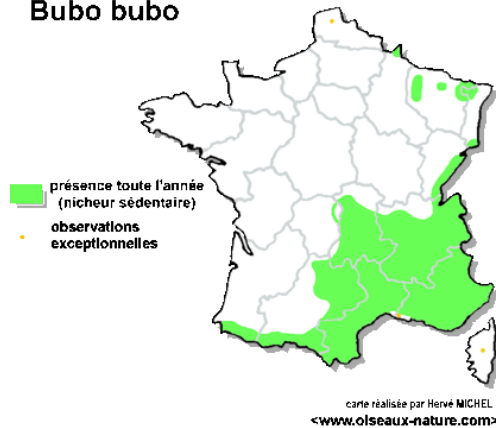 Bubo bubo
présence toute l'année
(nicheur sédentaire)
observations
exceptionnelles
carte réalisée par Hervé MICHEL
<www.oiseaux-nature.com>